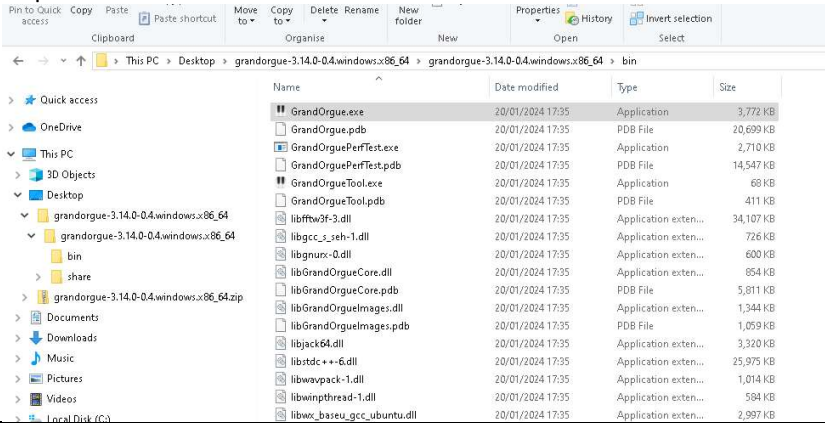 Pin to Quick access Copy Paste Paste shortcut Move to Copy to Delete Rename New folder Properties History Invert selection
Clipboard Organise New Open Select
This PC > Desktop > grandorgue-3.14.0-0.4.windows.x86_64 > grandorgue-3.14.0-0.4.windows.x86_64 > bin
Quick access
OneDrive
This PC
3D Objects
Desktop
grandorgue-3.14.0-0.4.windows.x86_64
grandorgue-3.14.0-0.4.windows.x86_64
bin
share
grandorgue-3.14.0-0.4.windows.x86_64.zip
Documents
Downloads
Music
Pictures
Videos
Local Disk (C:)
Name Date modified Type Size
GrandOrgue.exe 20/01/2024 17:35 Application 3,772 KB
GrandOrgue.pdb 20/01/2024 17:35 PDB File 20,699 KB
GrandOrguePerfTest.exe 20/01/2024 17:35 Application 2,710 KB
GrandOrguePerfTest.pdb 20/01/2024 17:35 PDB File 14,547 KB
GrandOrgueTool.exe 20/01/2024 17:35 Application 68 KB
GrandOrgueTool.pdb 20/01/2024 17:35 PDB File 411 KB
libfftw3f-3.dll 20/01/2024 17:35 Application exten... 34,107 KB
libgcc_s_seh-1.dll 20/01/2024 17:35 Application exten... 726 KB
libgnurx-0.dll 20/01/2024 17:35 Application exten... 600 KB
libGrandOrgueCore.dll 20/01/2024 17:35 Application exten... 854 KB
libGrandOrgueCore.pdb 20/01/2024 17:35 PDB File 5,811 KB
libGrandOrgueImages.dll 20/01/2024 17:35 Application exten... 1,344 KB
libGrandOrgueImages.pdb 20/01/2024 17:35 PDB File 1,059 KB
libjack64.dll 20/01/2024 17:35 Application exten... 3,320 KB
libstdc++-6.dll 20/01/2024 17:35 Application exten... 25,975 KB
libwavpack-1.dll 20/01/2024 17:35 Application exten... 1,014 KB
libwinpthread-1.dll 20/01/2024 17:35 Application exten... 584 KB
libwx_baseu_gcc_ubuntu.dll 20/01/2024 17:35 Application exten... 2,997 KB